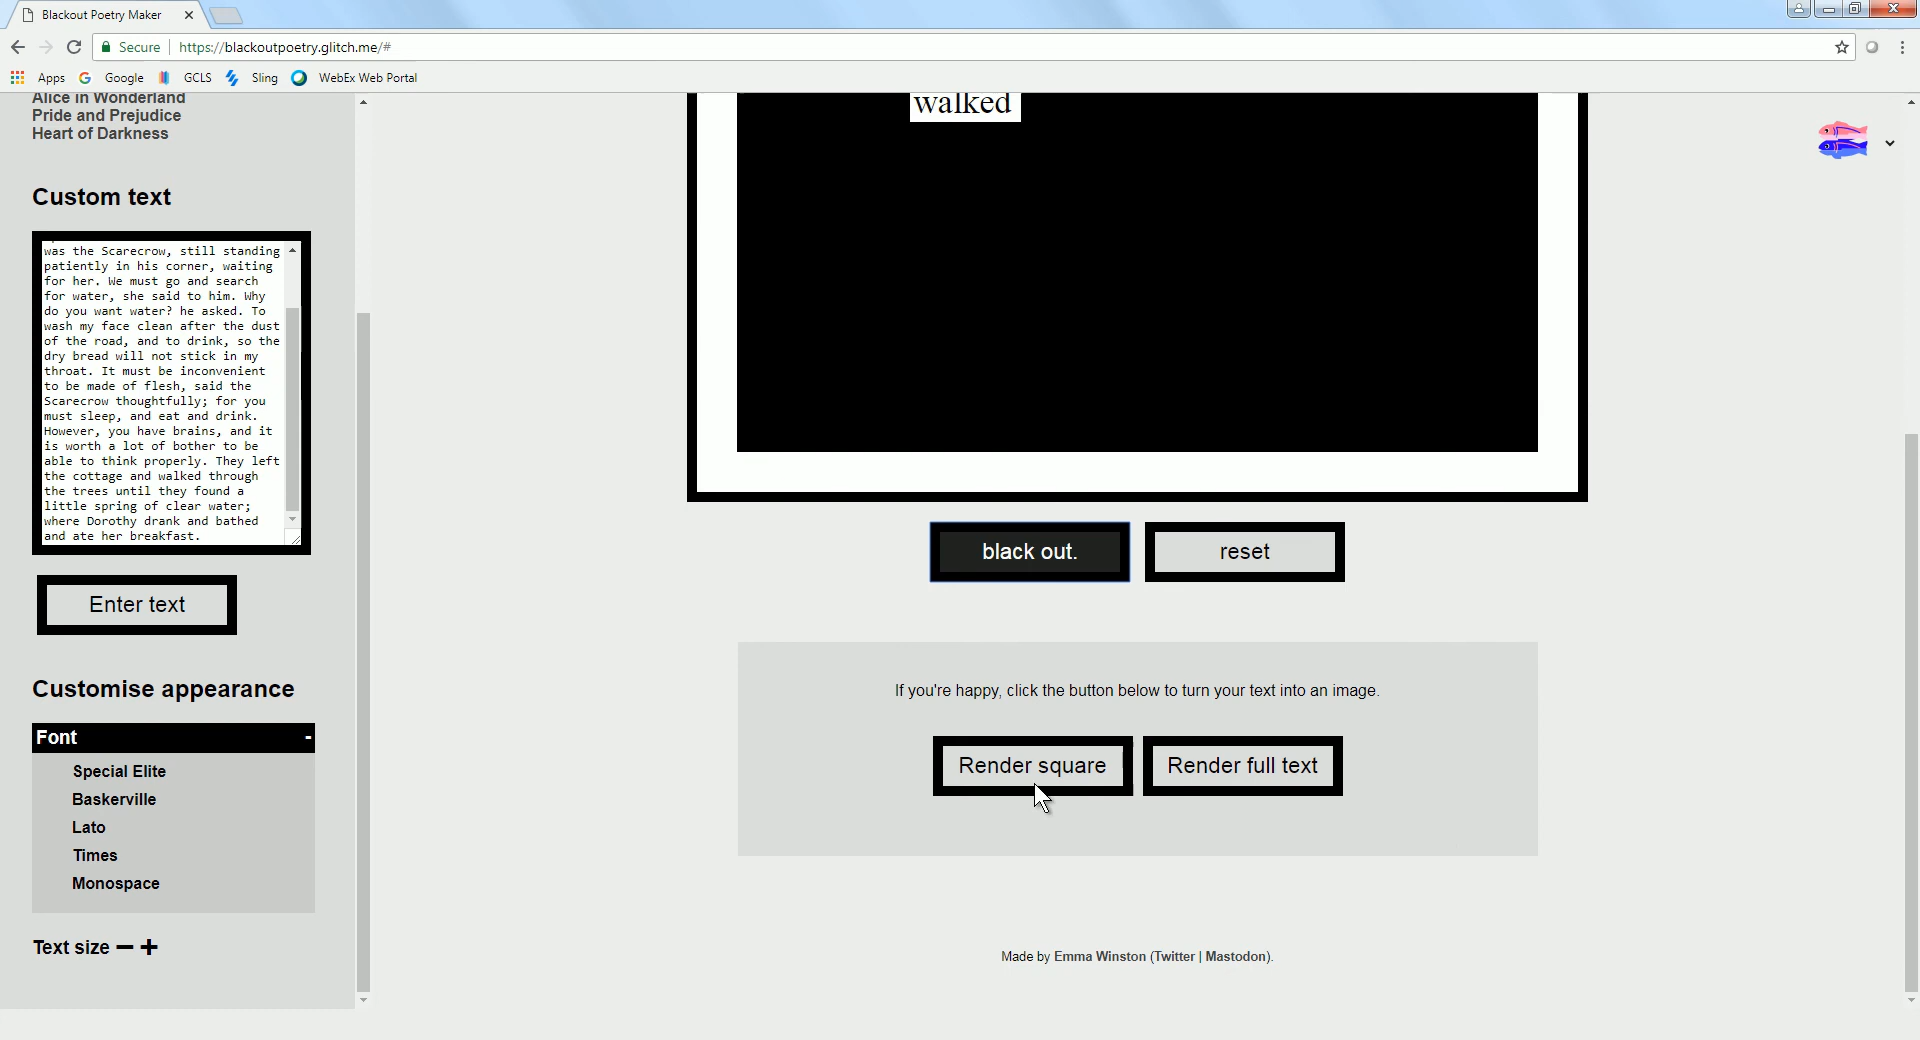 Blackout Poetry Maker
Secure
https://blackoutpoetry.glitch.me/#
Apps
Google
GCLS
Sling
WebEx Web Portal
Alice in Wonderland
Pride and Prejudice
Heart of Darkness
Custom text
was the Scarecrow, still standing
patiently in his corner, waiting
for her. We must go and search
for water, she said to him. Why
do you want water? he asked. To
wash my face clean after the dust
of the road, and to drink, so the
dry bread will not stick in my
throat. It must be inconvenient
to be made of flesh, said the
Scarecrow thoughtfully; for you
must sleep, and eat and drink.
However, you have brains, and it
is worth a lot of bother to be
able to think properly. They left
the cottage and walked through
the trees until they found a
little spring of clear water;
where Dorothy drank and bathed
and ate her breakfast.
Enter text
Customise appearance
Font -
Special Elite
Baskerville
Lato
Times
Monospace
Text size − +
walked
black out.
reset
If you're happy, click the button below to turn your text into an image.
Render square
Render full text
Made by Emma Winston (Twitter | Mastodon).